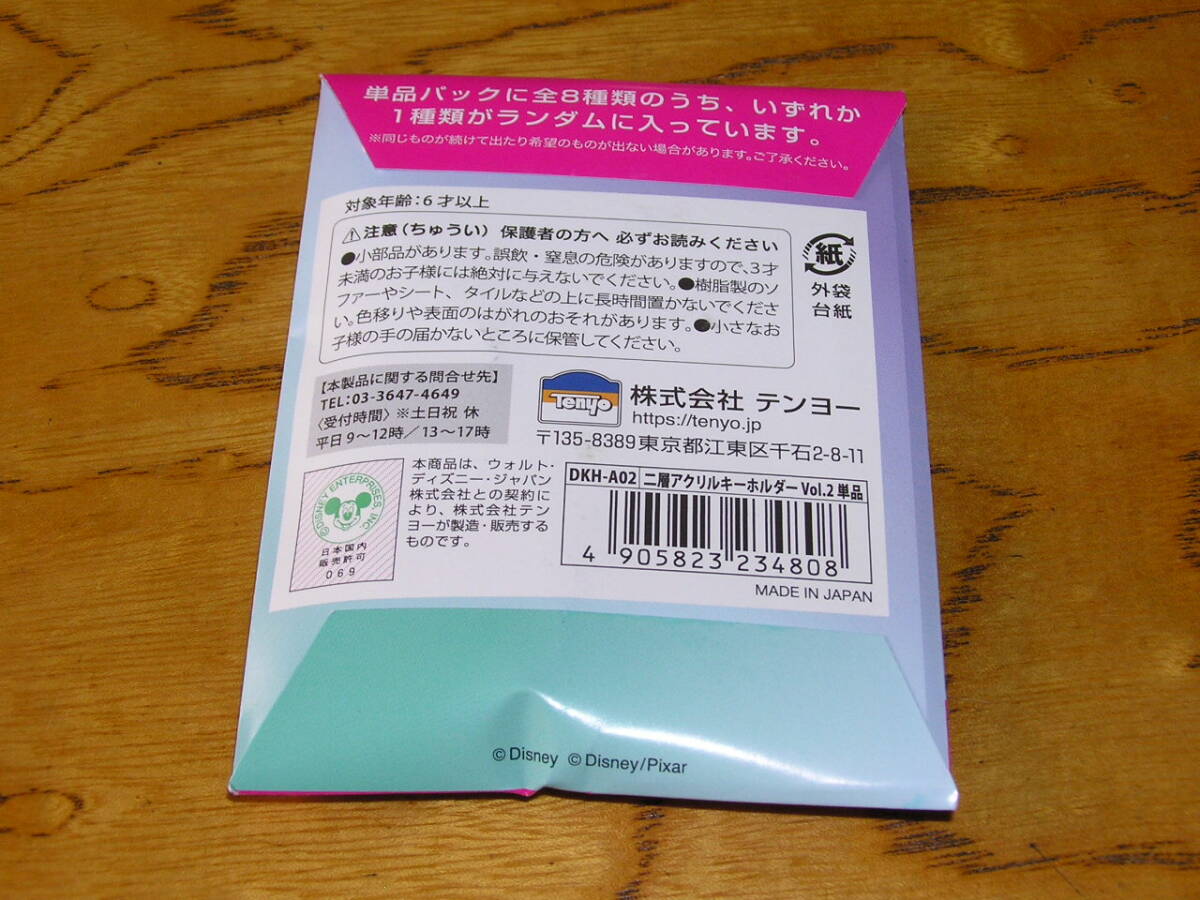 単品パックに全8種類のうち、いずれか
1種類がランダムに入っています。
※同じものが続けて出たり希望のものが出ない場合があります。ご了承ください。
対象年齢:6才以上
注意(ちゅうい) 保護者の方へ 必ずお読みください
●小部品があります。誤飲・窒息の危険がありますので、3才
未満のお子様には絶対に与えないでください。●樹脂製のソ
ファーやシート、タイルなどの上に長時間置かないでくださ
い。色移りや表面のはがれのおそれがあります。●小さなお
子様の手の届かないところに保管してください。
紙
外袋
台紙
【本製品に関する問合せ先】
TEL:03-3647-4649
〈受付時間〉※土日祝 休
平日9〜12時/13〜17時
Tenyo
株式会社 テンヨー
https://tenyo.jp
〒135-8389東京都江東区千石2-8-11
©DISNEY ENTERPRISES, INC.
日本国内
販売許可
069
本商品は、ウォルト・
ディズニー・ジャパン
株式会社との契約に
より、株式会社テン
ヨーが製造・販売する
ものです。
DKH-A02 二層アクリルキーホルダー Vol.2 単品
4 905823 234808
MADE IN JAPAN
©Disney ©Disney/Pixar